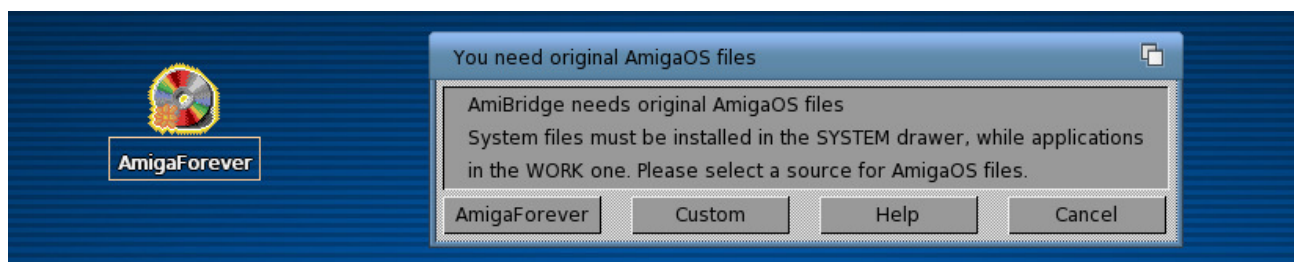 AmigaForever
You need original AmigaOS files
AmiBridge needs original AmigaOS files
System files must be installed in the SYSTEM drawer, while applications
in the WORK one. Please select a source for AmigaOS files.
AmigaForever Custom Help Cancel